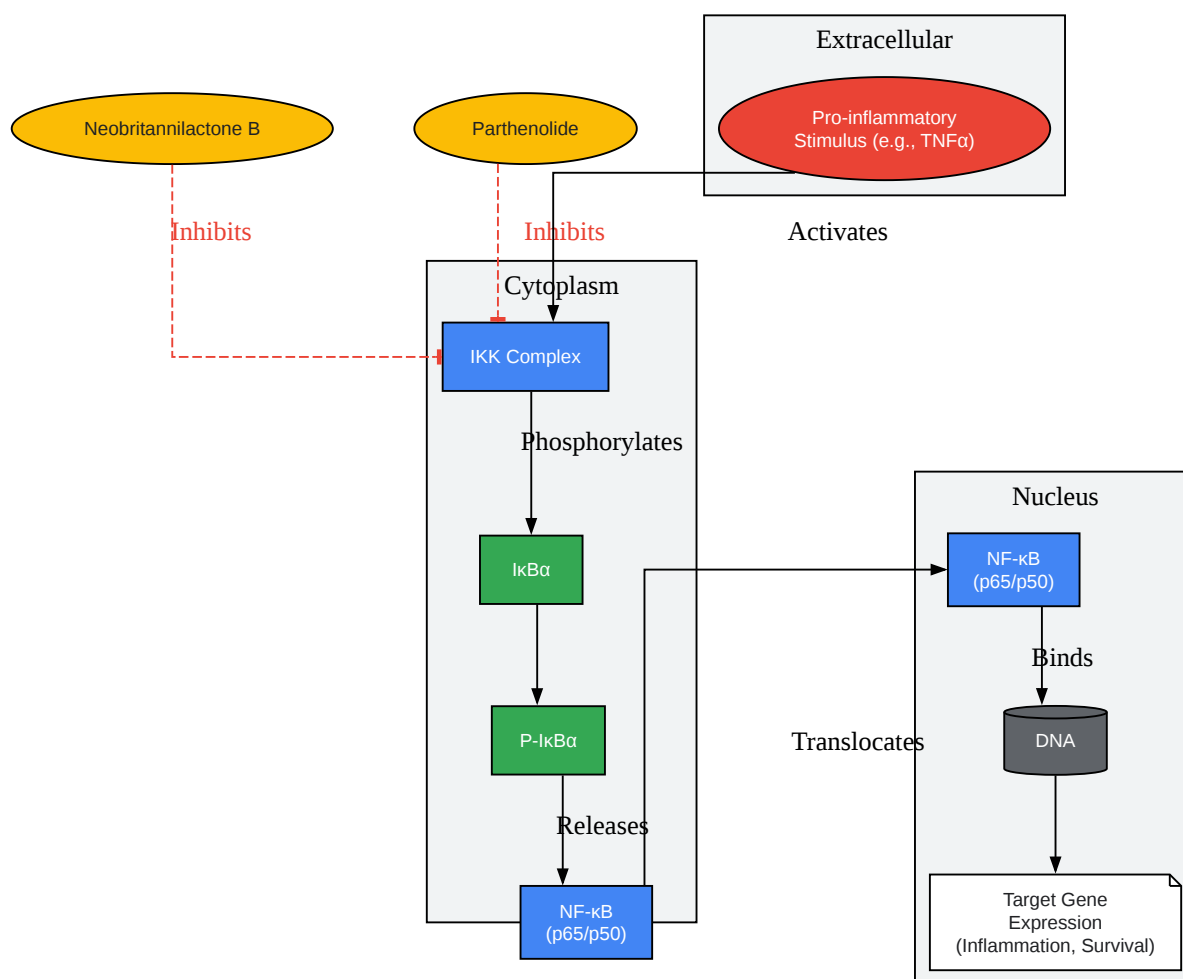 Extracellular
Neobritannilactone B
Parthenolide
Pro-inflammatory
Stimulus (e.g., TNFα)
Inhibits
Inhibits
Activates
Cytoplasm
IKK Complex
Phosphorylates
Nucleus
IκBα
NF-κB
(p65/p50)
Binds
P-IκBα
Translocates
DNA
Releases
NF-κB
(p65/p50)
Target Gene
Expression
(Inflammation, Survival)